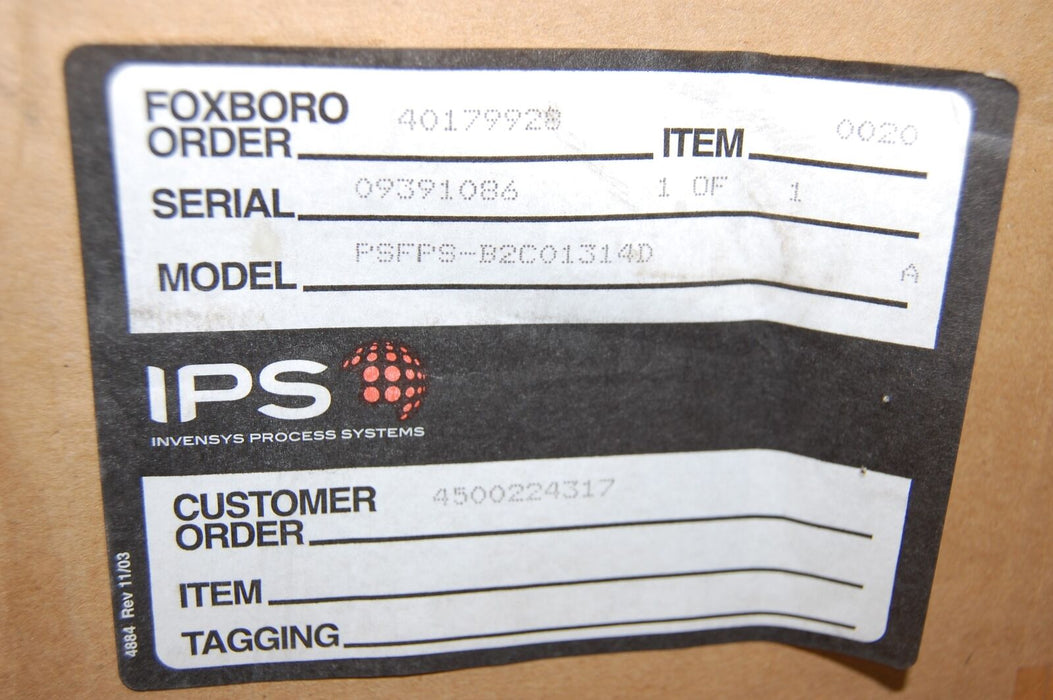 FOXBORO
ORDER 40179928 ITEM 0020
SERIAL 09391086 1 OF 1
MODEL PSFPS-B2C01314D A
IPS
INVENSYS PROCESS SYSTEMS
CUSTOMER
ORDER 4500224317
ITEM
TAGGING
4884 Rev 11/03